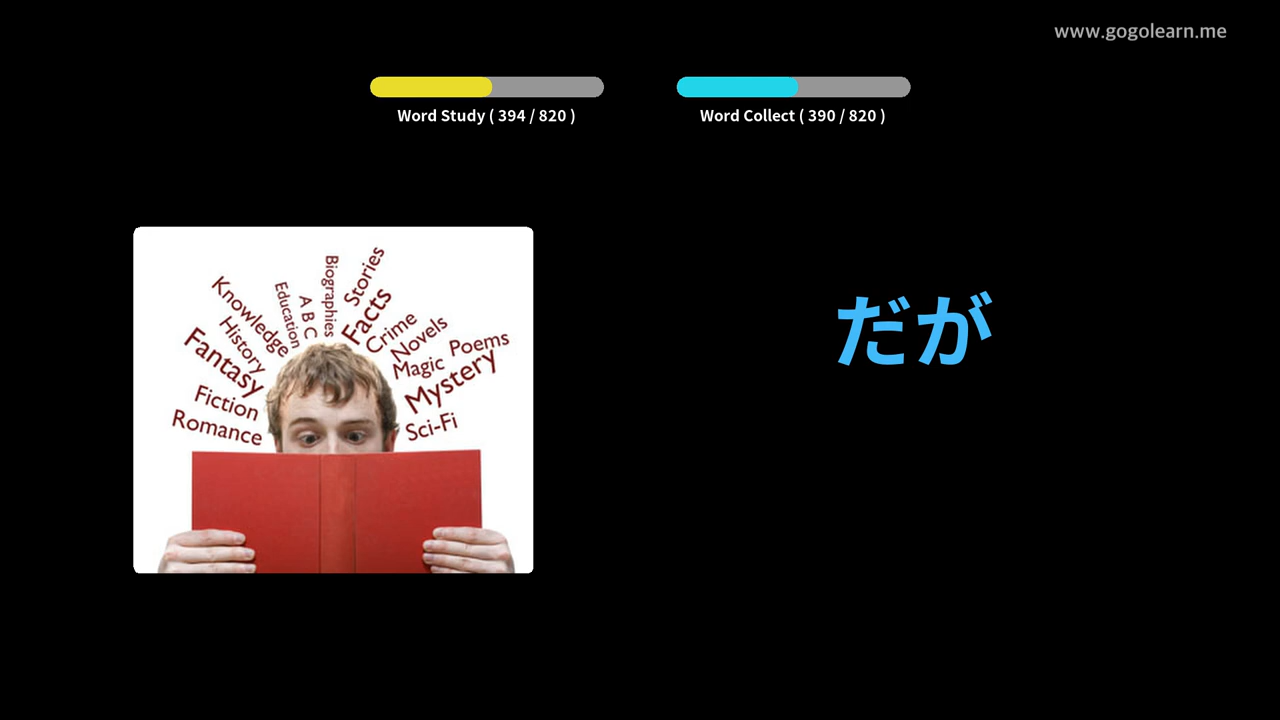 www.gogolearn.me
Word Study ( 394 / 820 )
Word Collect ( 390 / 820 )
だが
Romance
Fiction
Fantasy
History
Knowledge
Education
A B C
Biographies
Stories
Facts
Crime
Novels
Magic
Poems
Mystery
Sci-Fi